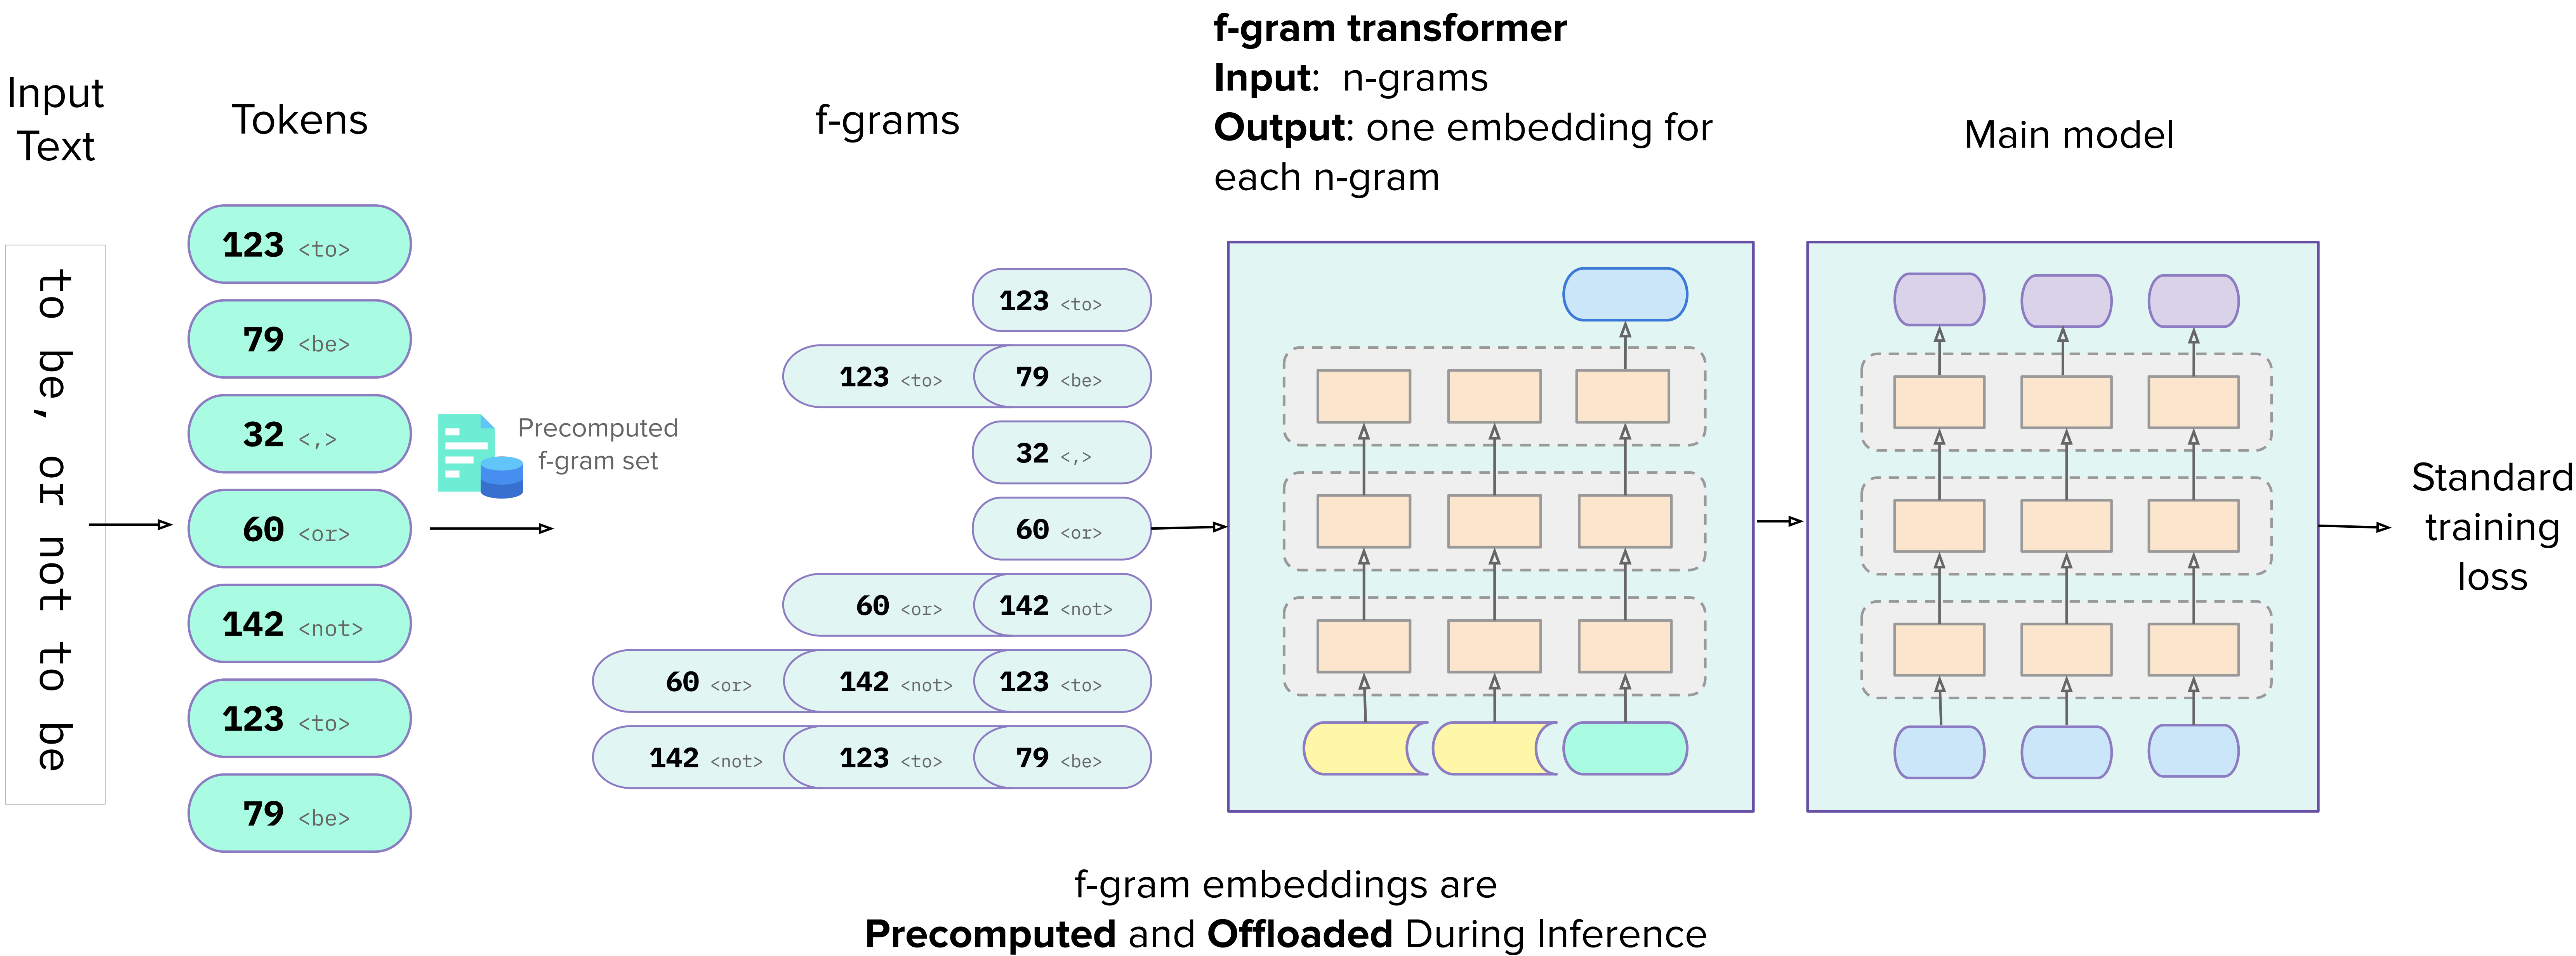 Input
Text
to be, or not to be
Tokens
123 <to>
79 <be>
32 <,>
60 <or>
142 <not>
123 <to>
79 <be>
Precomputed
f-gram set
f-grams
123 <to>
123 <to> 79 <be>
32 <,>
60 <or>
60 <or> 142 <not>
60 <or> 142 <not> 123 <to>
142 <not> 123 <to> 79 <be>
f-gram transformer
Input: n-grams
Output: one embedding for
each n-gram
Main model
Standard
training
loss
f-gram embeddings are
Precomputed and Offloaded During Inference